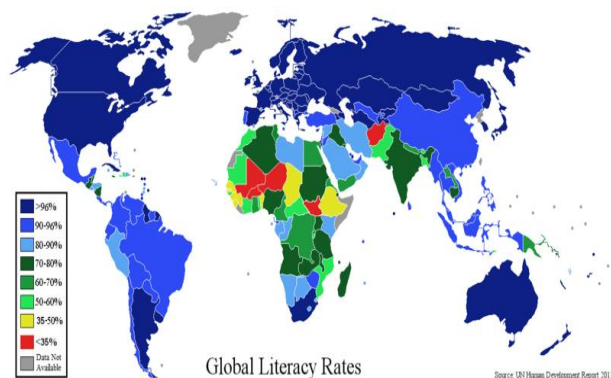 >96%
90-96%
80-90%
70-80%
60-70%
50-60%
35-50%
<35%
Data Not
Available
Global Literacy Rates
Source: UN Human Development Report 201